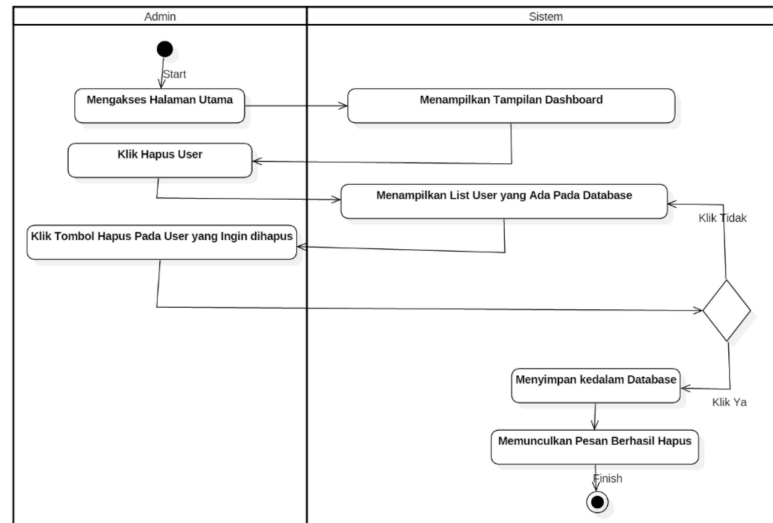 Admin
Sistem
Start
Mengakses Halaman Utama
Menampilkan Tampilan Dashboard
Klik Hapus User
Menampilkan List User yang Ada Pada Database
Klik Tidak
Klik Tombol Hapus Pada User yang Ingin dihapus
Menyimpan kedalam Database
Klik Ya
Memunculkan Pesan Berhasil Hapus
Finish